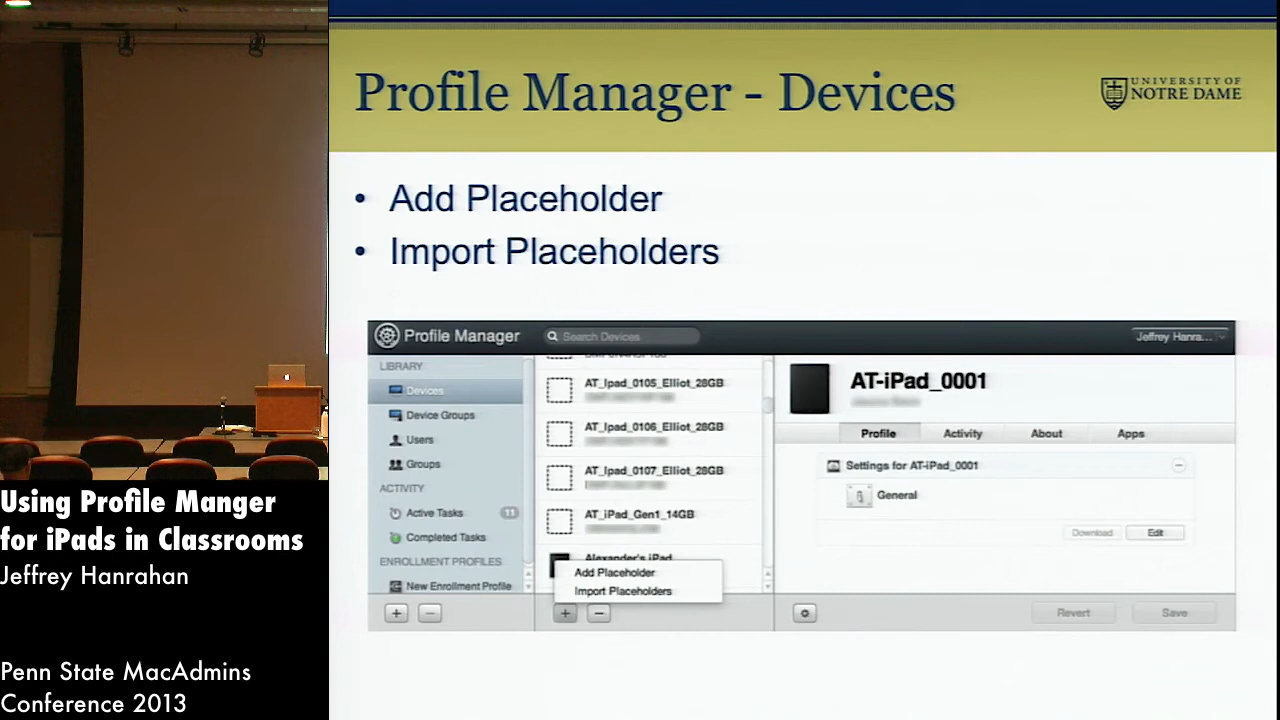 Profile Manager - Devices
UNIVERSITY OF
NOTRE DAME
• Add Placeholder
• Import Placeholders
Profile Manager
Search Devices
Jeffrey Hanra...
LIBRARY
Devices
Device Groups
Users
Groups
ACTIVITY
Active Tasks 11
Completed Tasks
ENROLLMENT PROFILES
New Enrollment Profile
AT_Ipad_0105_Elliot_28GB
AT_Ipad_0106_Elliot_28GB
AT_Ipad_0107_Elliot_28GB
AT_iPad_Gen1_14GB
Alexander's iPad
Add Placeholder
Import Placeholders
AT-iPad_0001
Profile Activity About Apps
Settings for AT-iPad_0001
General
Download Edit
Revert Save
Using Profile Manger
for iPads in Classrooms
Jeffrey Hanrahan
Penn State MacAdmins
Conference 2013